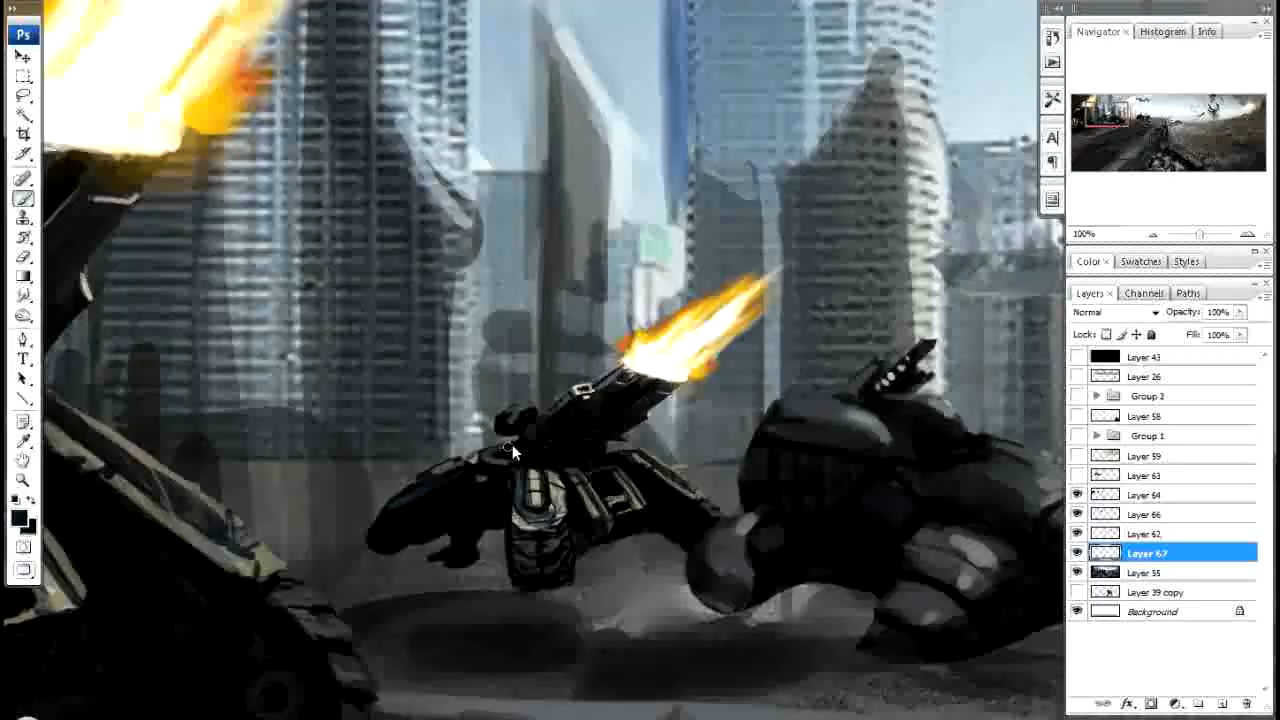 Ps
Navigator × Histogram Info
100%
Color × Swatches Styles
Layers × Channels Paths
Normal Opacity: 100%
Locks Fill: 100%
Layer 43
Layer 26
Group 2
Layer 58
Group 1
Layer 59
Layer 63
Layer 64
Layer 66
Layer 62
Layer 67
Layer 35
Layer 39 copy
Background